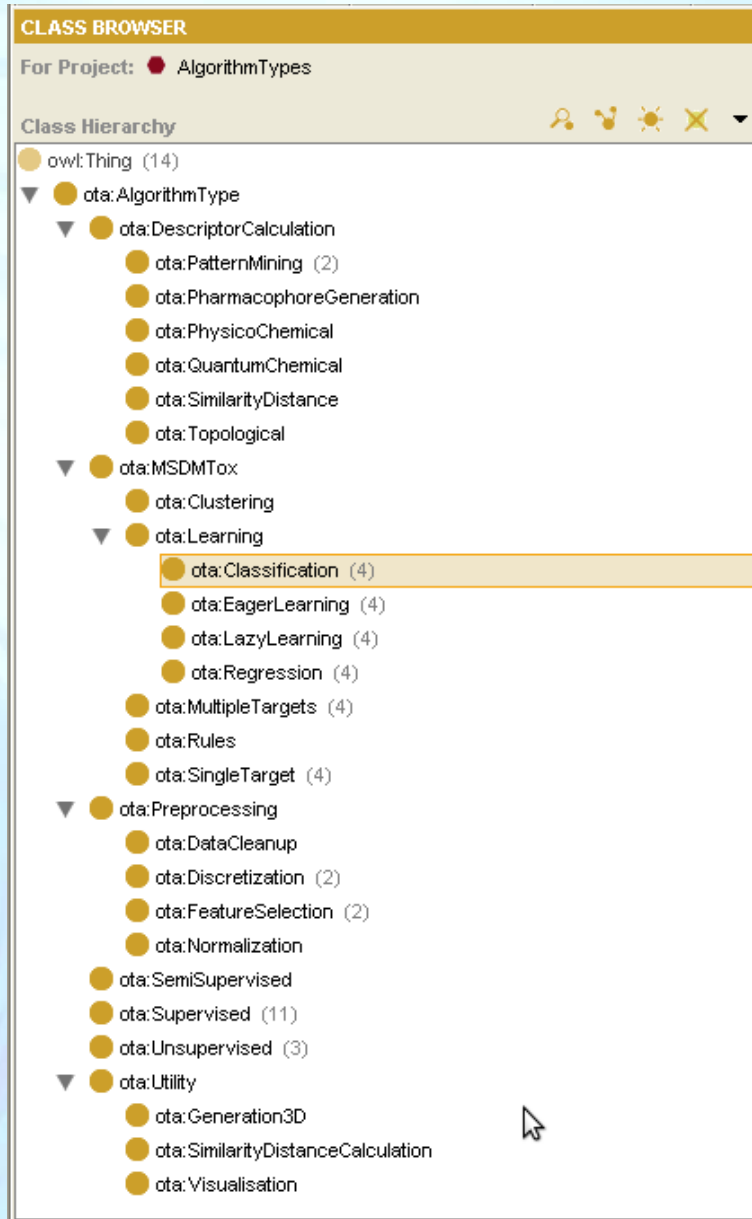 CLASS BROWSER
For Project: AlgorithmTypes
Class Hierarchy
owl:Thing (14)
ota:AlgorithmType
ota:DescriptorCalculation
ota:PatternMining (2)
ota:PharmacophoreGeneration
ota:PhysicoChemical
ota:QuantumChemical
ota:SimilarityDistance
ota:Topological
ota:MSDMTox
ota:Clustering
ota:Learning
ota:Classification (4)
ota:EagerLearning (4)
ota:LazyLearning (4)
ota:Regression (4)
ota:MultipleTargets (4)
ota:Rules
ota:SingleTarget (4)
ota:Preprocessing
ota:DataCleanup
ota:Discretization (2)
ota:FeatureSelection (2)
ota:Normalization
ota:SemiSupervised
ota:Supervised (11)
ota:Unsupervised (3)
ota:Utility
ota:Generation3D
ota:SimilarityDistanceCalculation
ota:Visualisation